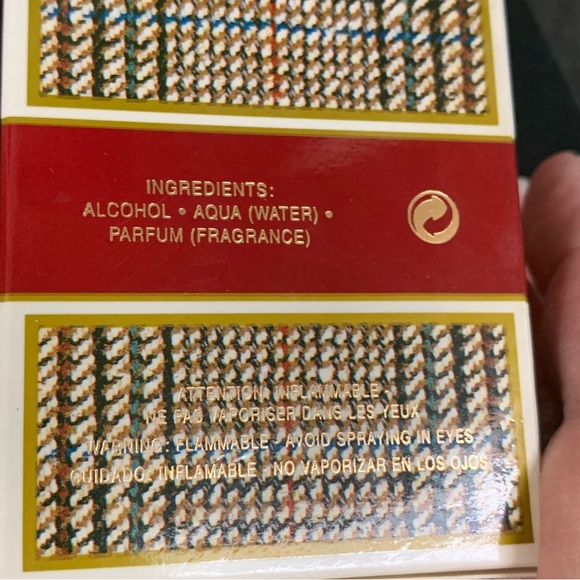 INGREDIENTS:
ALCOHOL • AQUA (WATER) •
PARFUM (FRAGRANCE)
ATTENTION: INFLAMMABLE -
NE PAS VAPORISER DANS LES YEUX
WARNING: FLAMMABLE - AVOID SPRAYING IN EYES
CUIDADO: INFLAMABLE - NO VAPORIZAR EN LOS OJOS